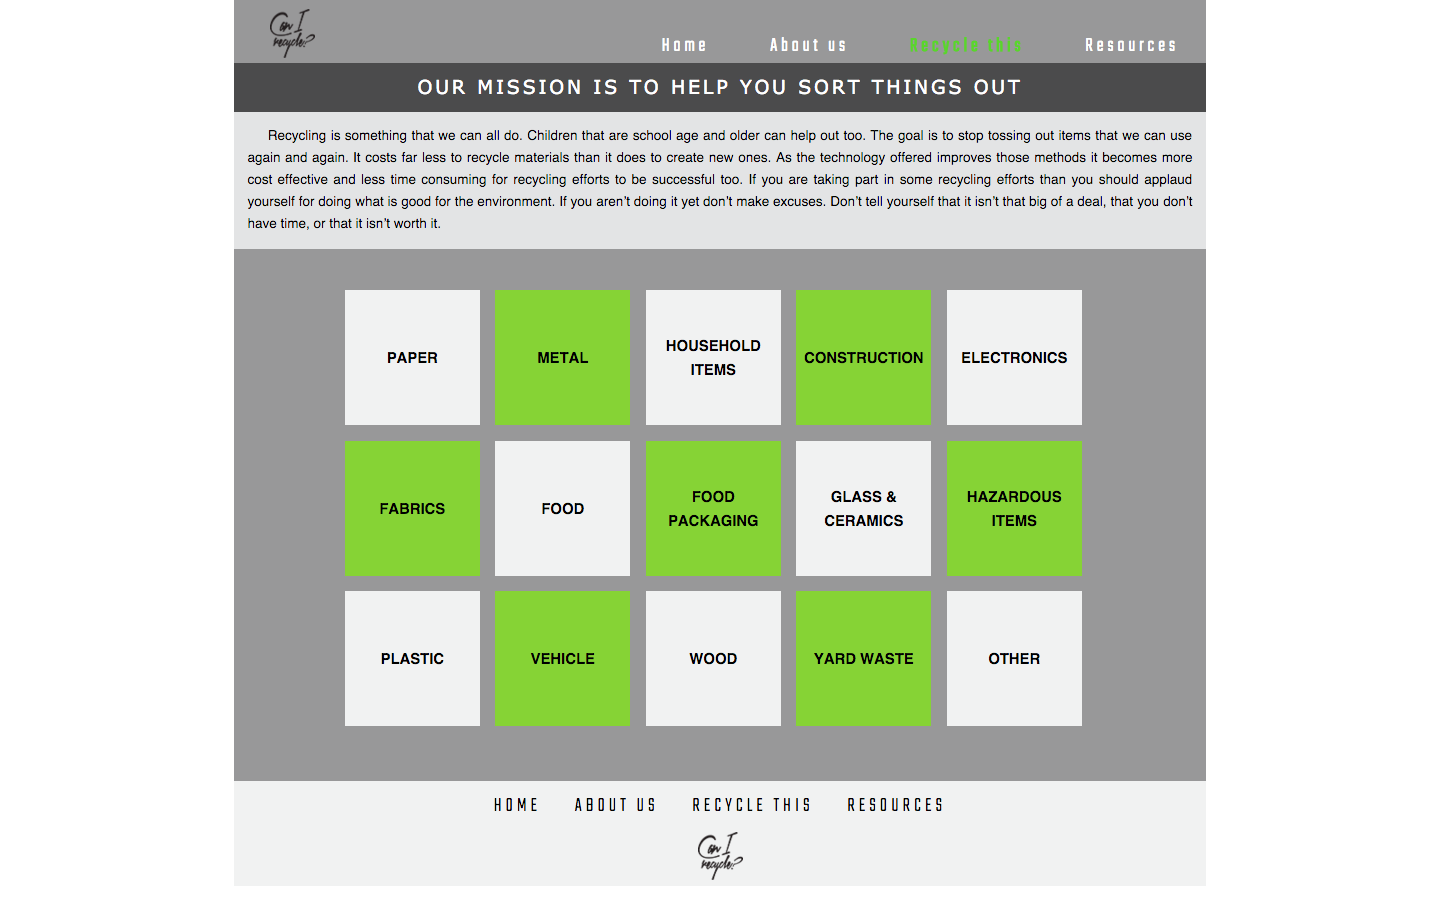 Can I
recycle?
Home About us Recycle this Resources
OUR MISSION IS TO HELP YOU SORT THINGS OUT
Recycling is something that we can all do. Children that are school age and older can help out too. The goal is to stop tossing out items that we can use
again and again. It costs far less to recycle materials than it does to create new ones. As the technology offered improves those methods it becomes more
cost effective and less time consuming for recycling efforts to be successful too. If you are taking part in some recycling efforts than you should applaud
yourself for doing what is good for the environment. If you aren’t doing it yet don’t make excuses. Don’t tell yourself that it isn’t that big of a deal, that you don’t
have time, or that it isn’t worth it.
PAPER
METAL
HOUSEHOLD
ITEMS
CONSTRUCTION
ELECTRONICS
FABRICS
FOOD
FOOD
PACKAGING
GLASS &
CERAMICS
HAZARDOUS
ITEMS
PLASTIC
VEHICLE
WOOD
YARD WASTE
OTHER
HOME ABOUT US RECYCLE THIS RESOURCES
Can I
recycle?